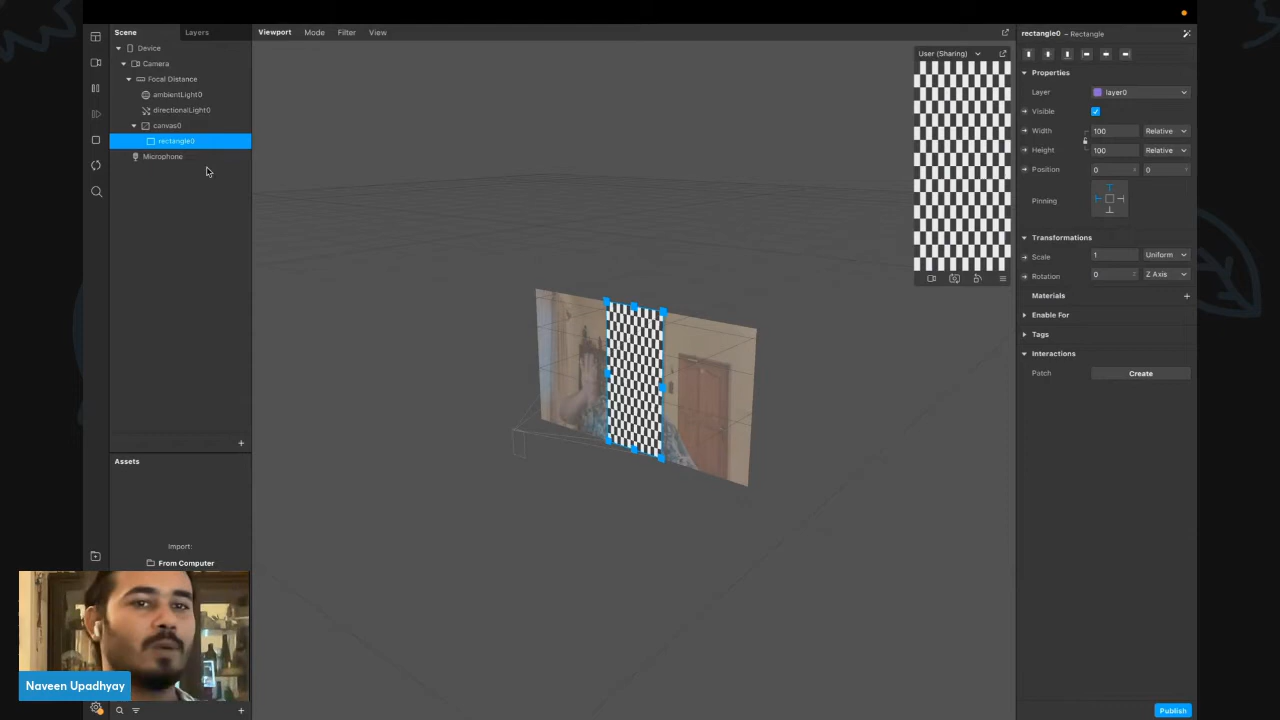 Scene
Layers
Device
Camera
Focal Distance
ambientLight0
directionalLight0
canvas0
rectangle0
Microphone
Assets
Import:
From Computer
Viewport
Mode
Filter
View
User (Sharing)
rectangle0 – Rectangle
Properties
Layer layer0
Visible
Width 100 Relative
Height 100 Relative
Position 0 0
Pinning
Transformations
Scale 1 Uniform
Rotation 0 Z Axis
Materials
Enable For
Tags
Interactions
Patch Create
Publish
Naveen Upadhyay